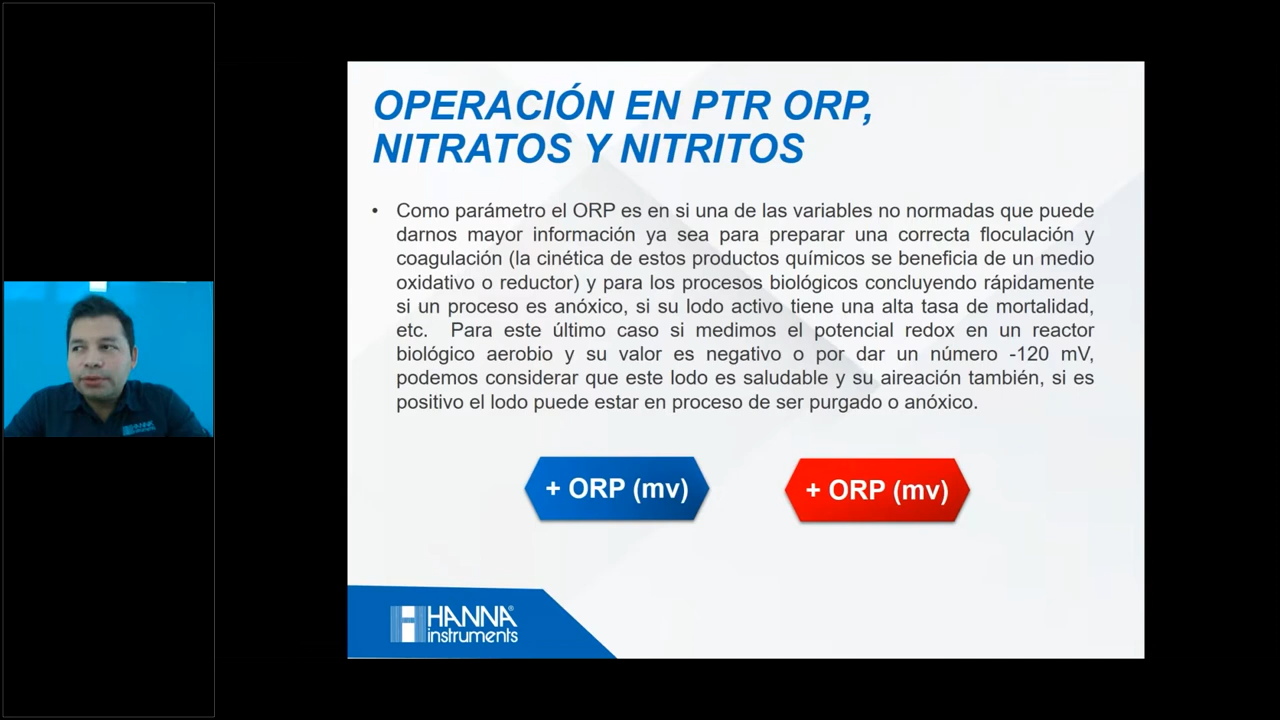 OPERACIÓN EN PTR ORP,
NITRATOS Y NITRITOS
• Como parámetro el ORP es en si una de las variables no normadas que puede
darnos mayor información ya sea para preparar una correcta floculación y
coagulación (la cinética de estos productos químicos se beneficia de un medio
oxidativo o reductor) y para los procesos biológicos concluyendo rápidamente
si un proceso es anóxico, si su lodo activo tiene una alta tasa de mortalidad,
etc. Para este último caso si medimos el potencial redox en un reactor
biológico aerobio y su valor es negativo o por dar un número -120 mV,
podemos considerar que este lodo es saludable y su aireación también, si es
positivo el lodo puede estar en proceso de ser purgado o anóxico.
+ ORP (mv)
+ ORP (mv)
HANNA
instruments